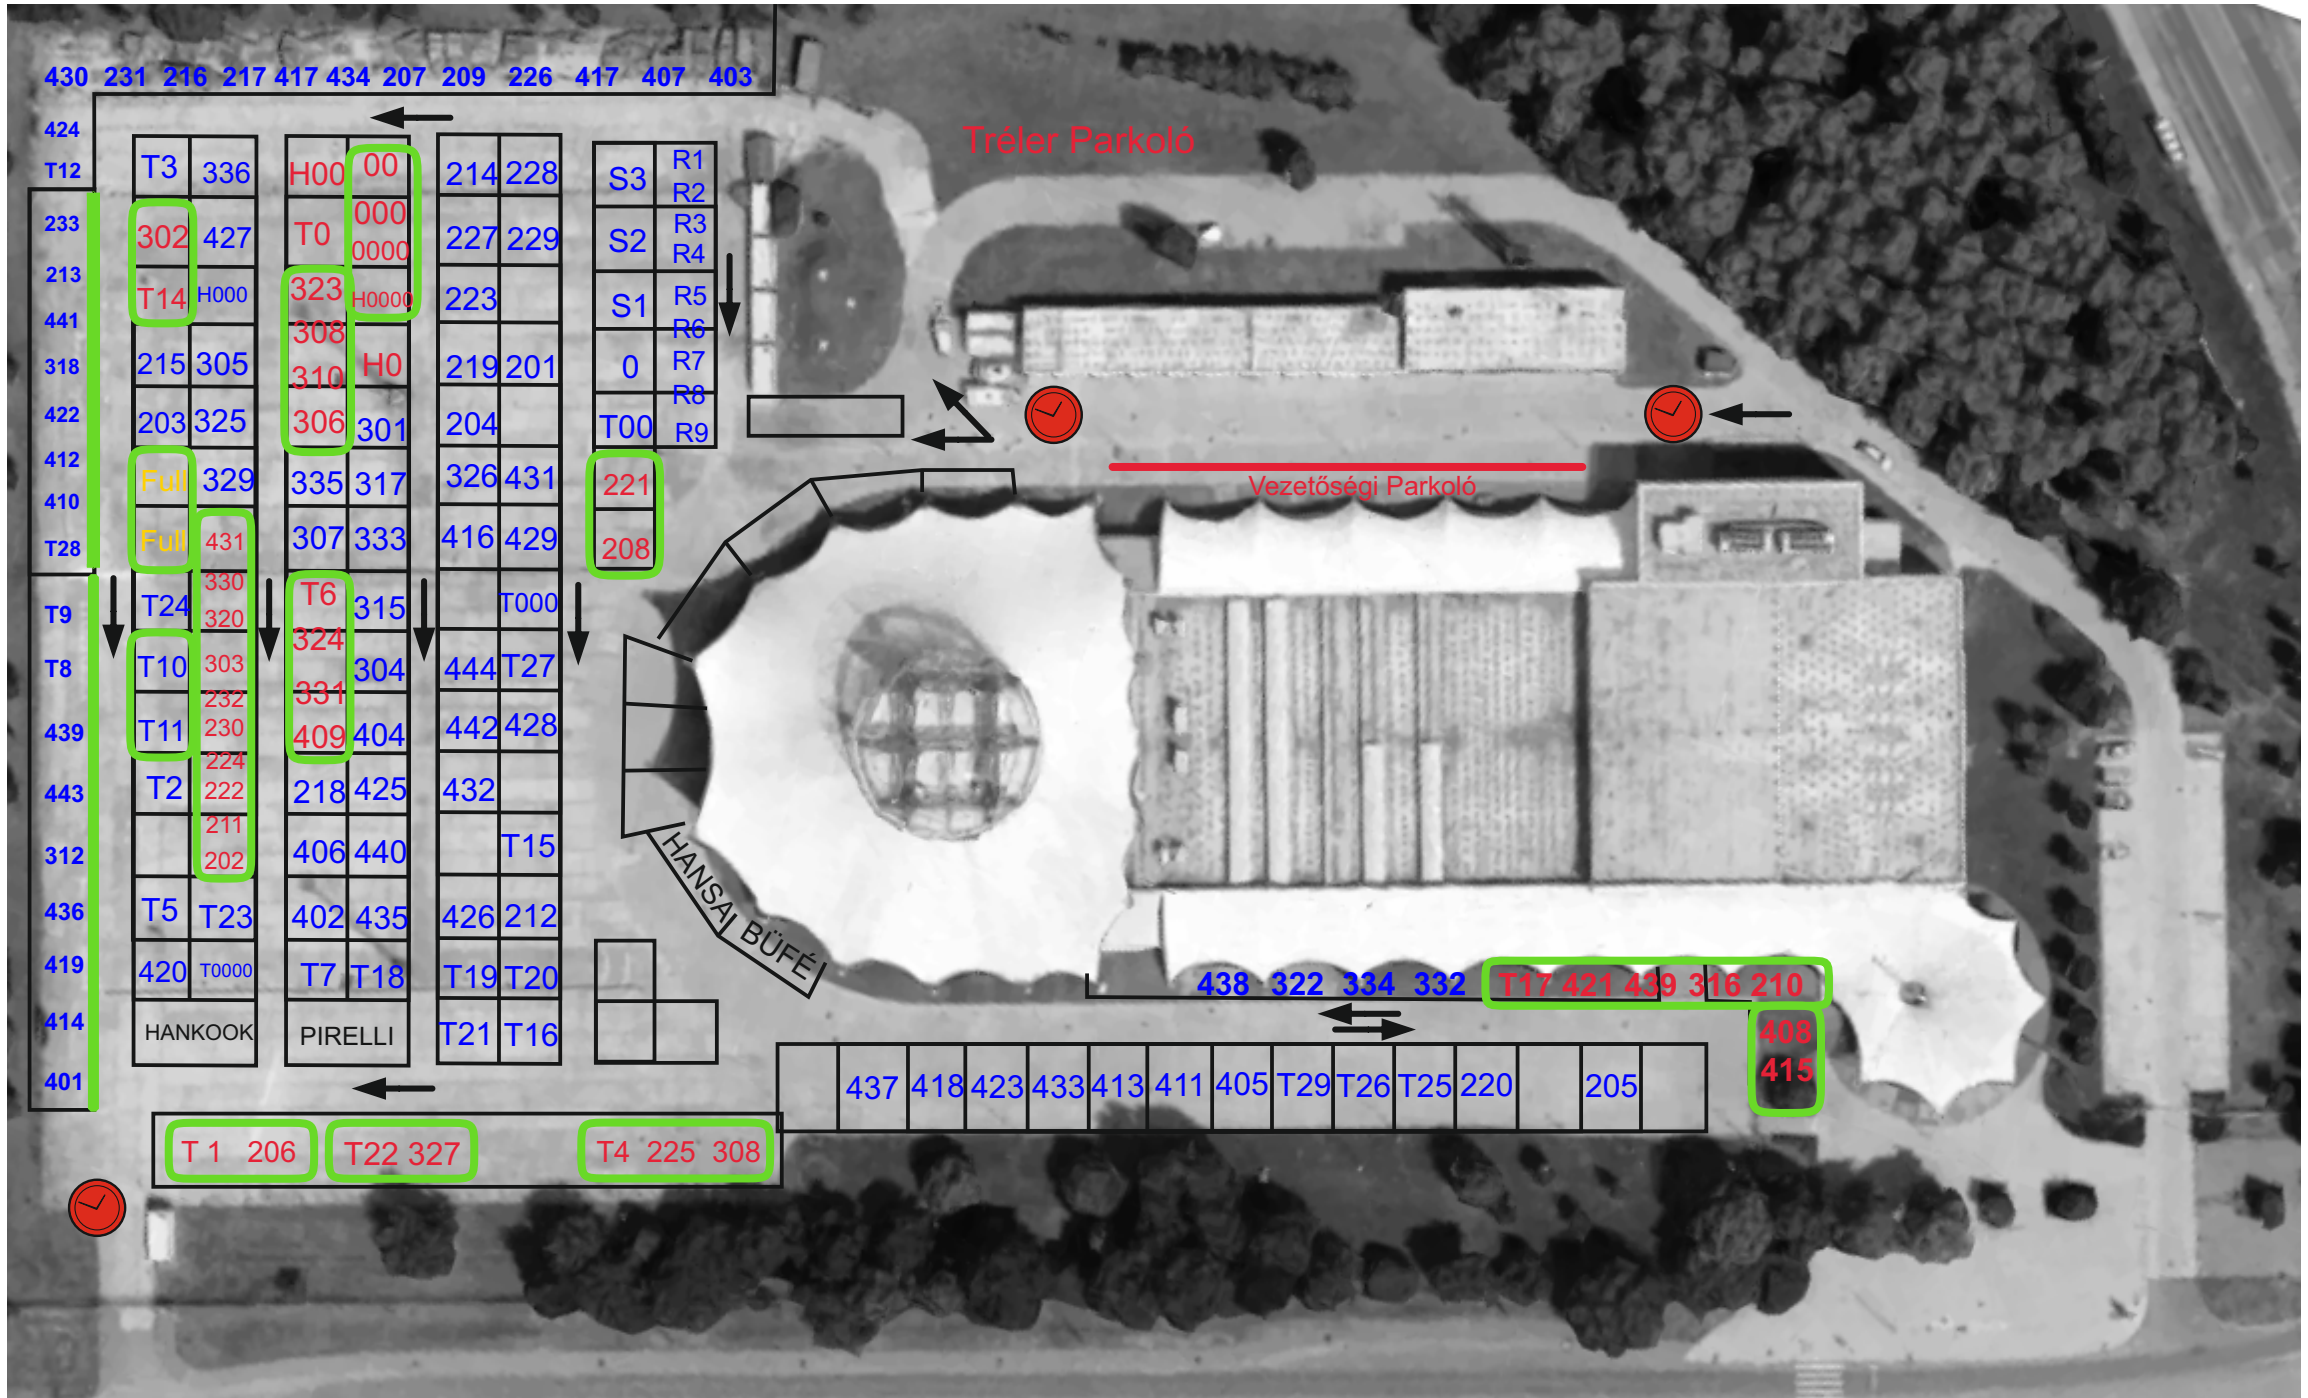 430 231 216 217 417 434 207 209 226 417 407 403
424
T12
233
213
441
318
422
412
410
T28
T9
T8
439
443
312
436
419
414
401
T3 336
302 427
T14 H000
215 305
203 325
Full 329
Full 431
330
T24 320
T10 303
232
T11 230
224
T2 222
211
202
T5 T23
420 T0000
HANKOOK
H00 00
T0 000
0000
323 H0000
308
310 H0
306 301
335 317
307 333
T6 315
324
331 304
409 404
218 425
406 440
402 435
T7 T18
PIRELLI
214 228
227 229
223
219 201
204
326 431
416 429
T000
444 T27
442 428
432
T15
426 212
T19 T20
T21 T16
S3 R1
R2
S2 R3
R4
S1 R5
R6
0 R7
R8
T00 R9
221
208
Tréler Parkoló
Vezetőségi Parkoló
HANSAI BÜFÉ
438 322 334 332 T17 421 439 316 210
408
415
437 418 423 433 413 411 405 T29 T26 T25 220 205
T 1 206 T22 327 T4 225 308